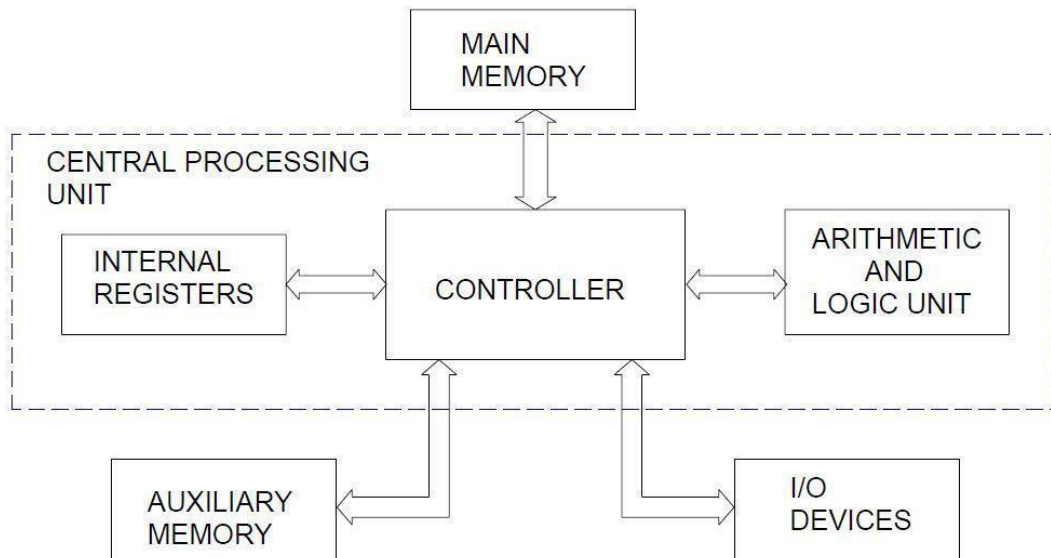 MAIN
MEMORY
CENTRAL PROCESSING
UNIT
INTERNAL
REGISTERS
CONTROLLER
ARITHMETIC
AND
LOGIC UNIT
AUXILIARY
MEMORY
I/O
DEVICES